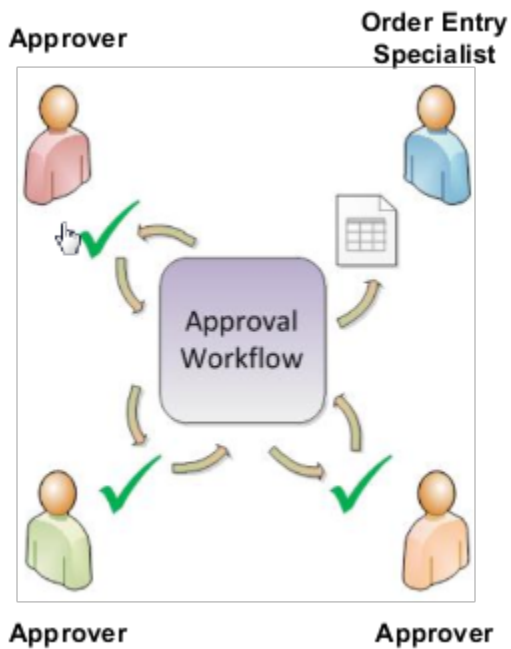 Approver
Order Entry
Specialist
Approval
Workflow
Approver
Approver